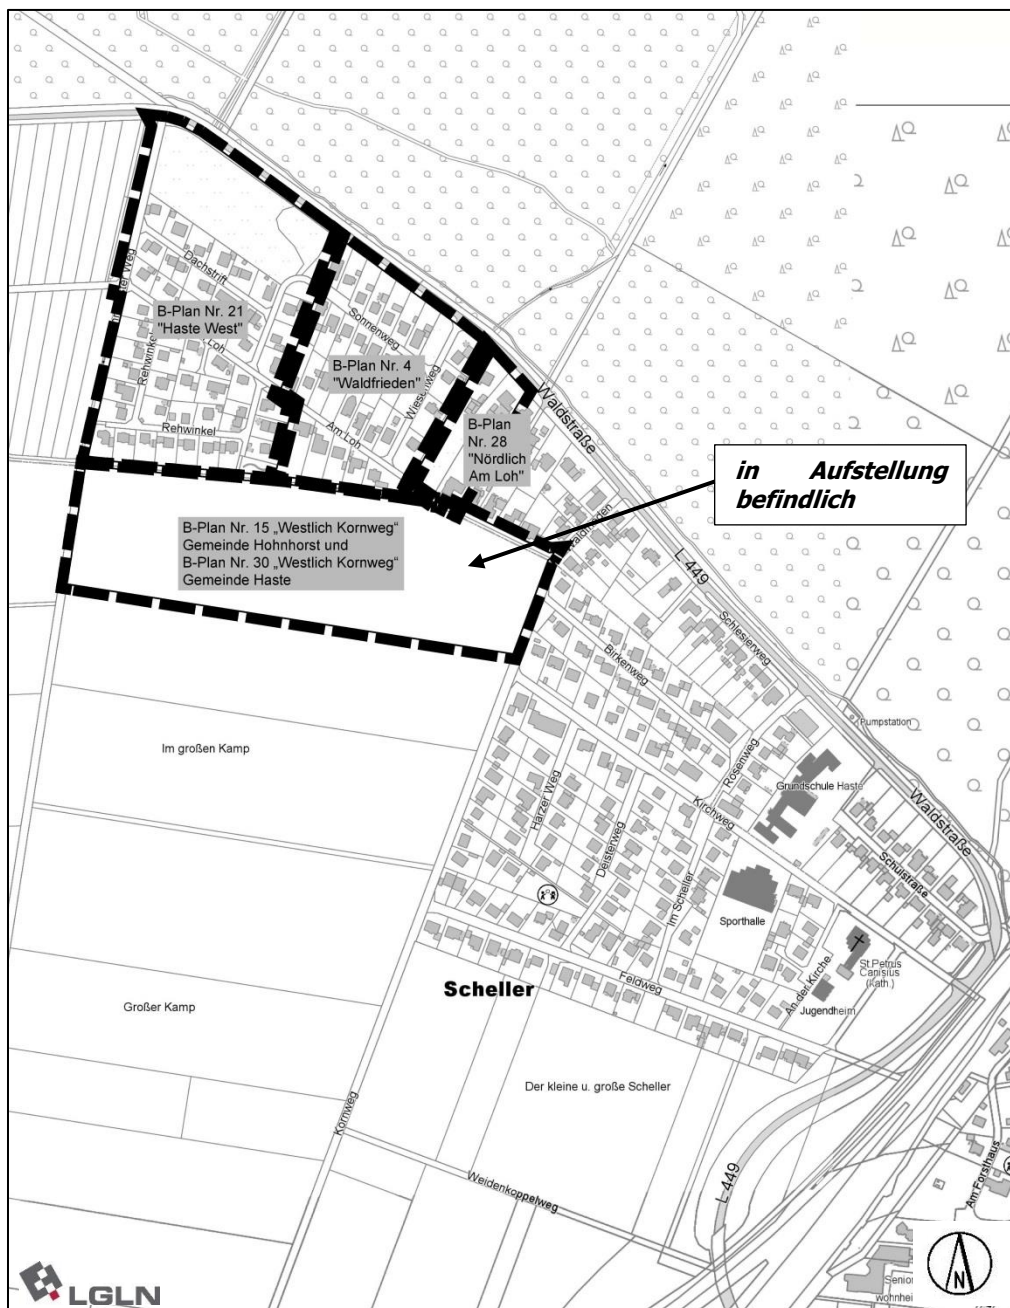 Dachstrift
B-Plan Nr. 21
"Haste West"
Sonnenweg
B-Plan Nr. 4
"Waldfrieden"
Wiesenweg
Waldstraße
Rehwinkel
Am Loh
Rehwinkel
B-Plan
Nr. 28
"Nördlich
Am Loh"
in Aufstellung
befindlich
B-Plan Nr. 15 „Westlich Kornweg“
Gemeinde Hohnhorst und
B-Plan Nr. 30 „Westlich Kornweg“
Gemeinde Haste
Waldfrieden
L 449
Schlesierweg
Birkenweg
Pumpstation
Im großen Kamp
Rosenweg
Grundschule Haste
Harzer Weg
Kirchweg
Waldstraße
Deisterweg
Schulstraße
Im Scheller
Sporthalle
St Petrus
Canisius
(kath.)
An der Kirche
Jugendheim
Feldweg
Scheller
Großer Kamp
Der kleine u. große Scheller
Kornweg
Weidenkoppelweg
L 449
Am Forsthaus
N
LGLN